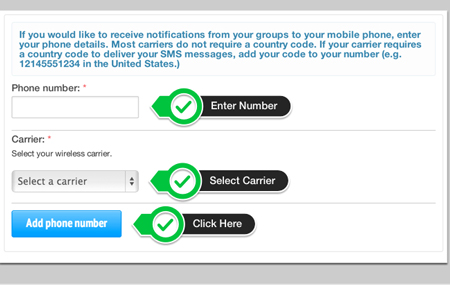 If you would like to receive notifications from your groups to your mobile phone, enter
your phone details. Most carriers do not require a country code. If your carrier requires
a country code to deliver your SMS messages, add your code to your number (e.g.
12145551234 in the United States.)
Phone number: *
Enter Number
Carrier: *
Select your wireless carrier.
Select a carrier
Select Carrier
Add phone number
Click Here